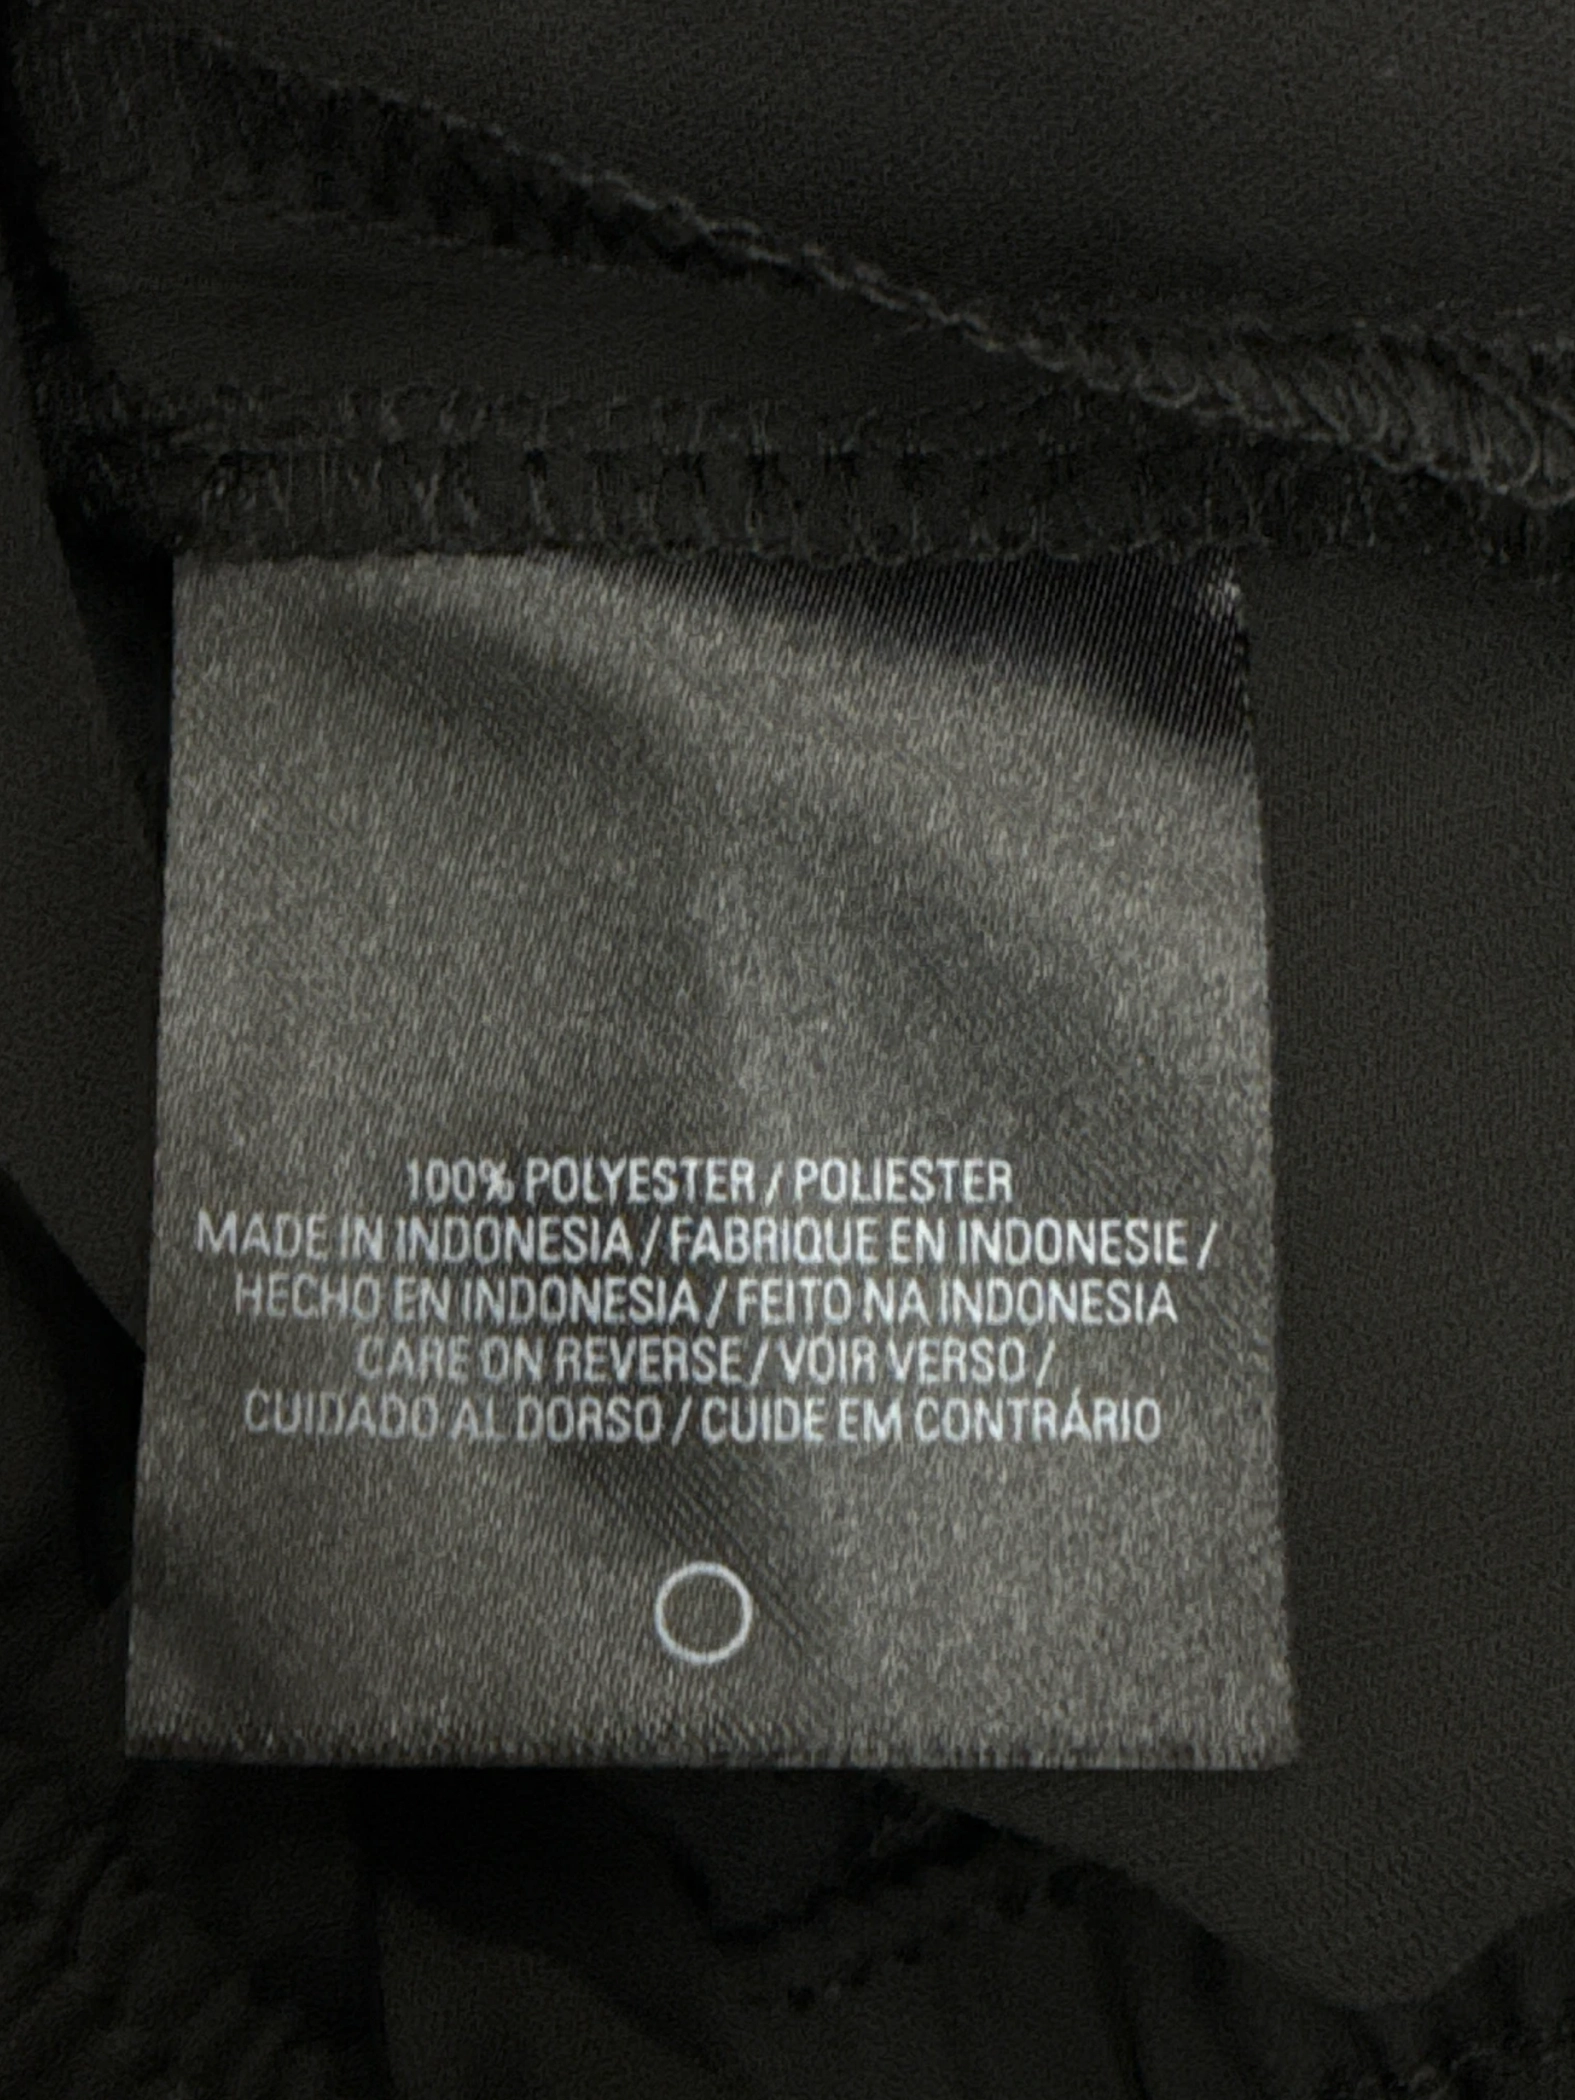 100% POLYESTER / POLIESTER
MADE IN INDONESIA / FABRIQUE EN INDONESIE /
HECHO EN INDONESIA / FEITO NA INDONESIA
CARE ON REVERSE / VOIR VERSO /
CUIDADO AL DORSO / CUIDE EM CONTRÁRIO